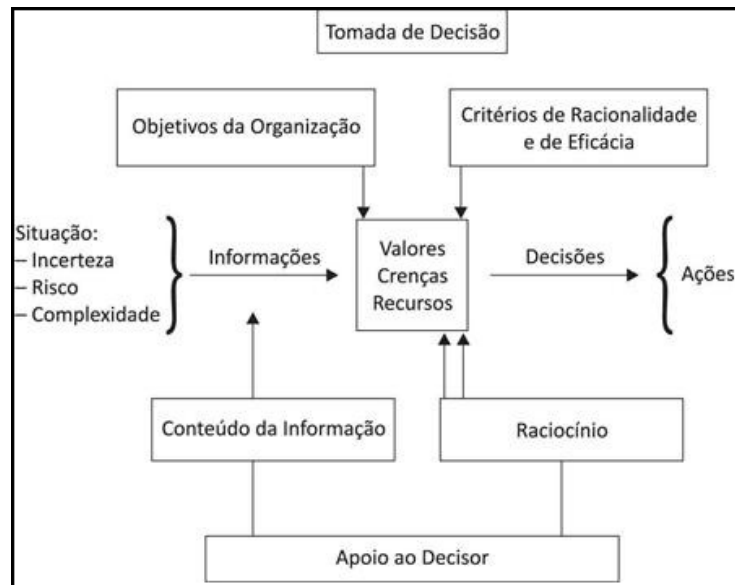 Tomada de Decisão
Objetivos da Organização
Critérios de Racionalidade
e de Eficácia
Situação:
– Incerteza
– Risco
– Complexidade
Informações
Valores
Crenças
Recursos
Decisões
Ações
Conteúdo da Informação
Raciocínio
Apoio ao Decisor